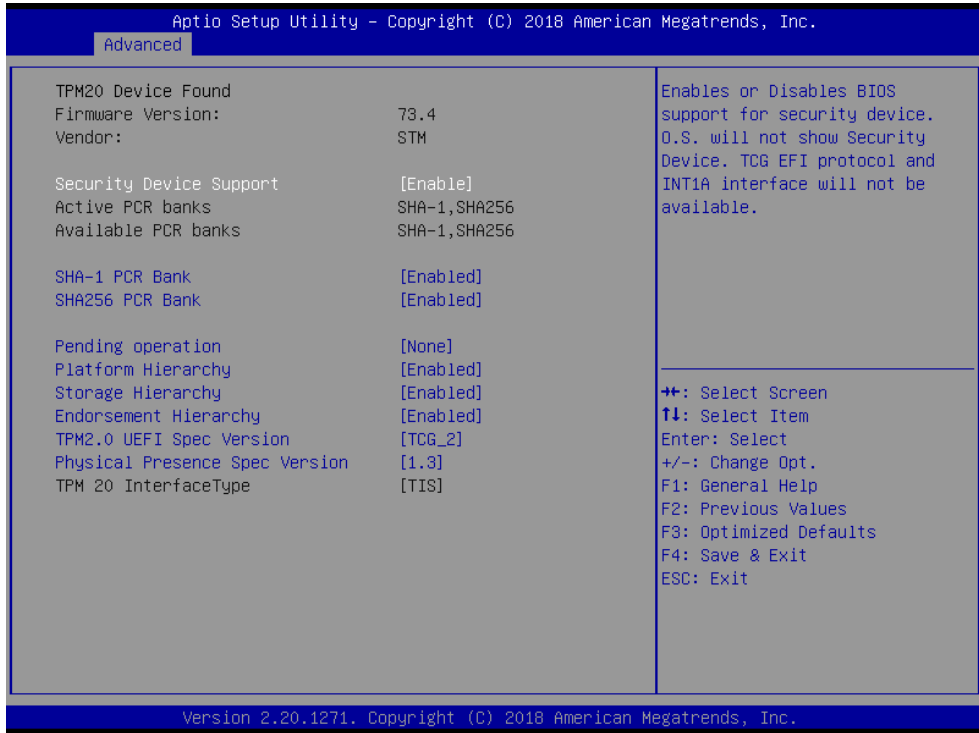 Aptio Setup Utility – Copyright (C) 2018 American Megatrends, Inc.
Advanced
TPM20 Device Found
Firmware Version: 73.4
Vendor: STM
Security Device Support [Enable]
Active PCR banks SHA-1,SHA256
Available PCR banks SHA-1,SHA256
SHA-1 PCR Bank [Enabled]
SHA256 PCR Bank [Enabled]
Pending operation [None]
Platform Hierarchy [Enabled]
Storage Hierarchy [Enabled]
Endorsement Hierarchy [Enabled]
TPM2.0 UEFI Spec Version [TCG_2]
Physical Presence Spec Version [1.3]
TPM 20 InterfaceType [TIS]
Enables or Disables BIOS
support for security device.
O.S. will not show Security
Device. TCG EFI protocol and
INT1A interface will not be
available.
→←: Select Screen
↑↓: Select Item
Enter: Select
+/-: Change Opt.
F1: General Help
F2: Previous Values
F3: Optimized Defaults
F4: Save & Exit
ESC: Exit
Version 2.20.1271. Copyright (C) 2018 American Megatrends, Inc.